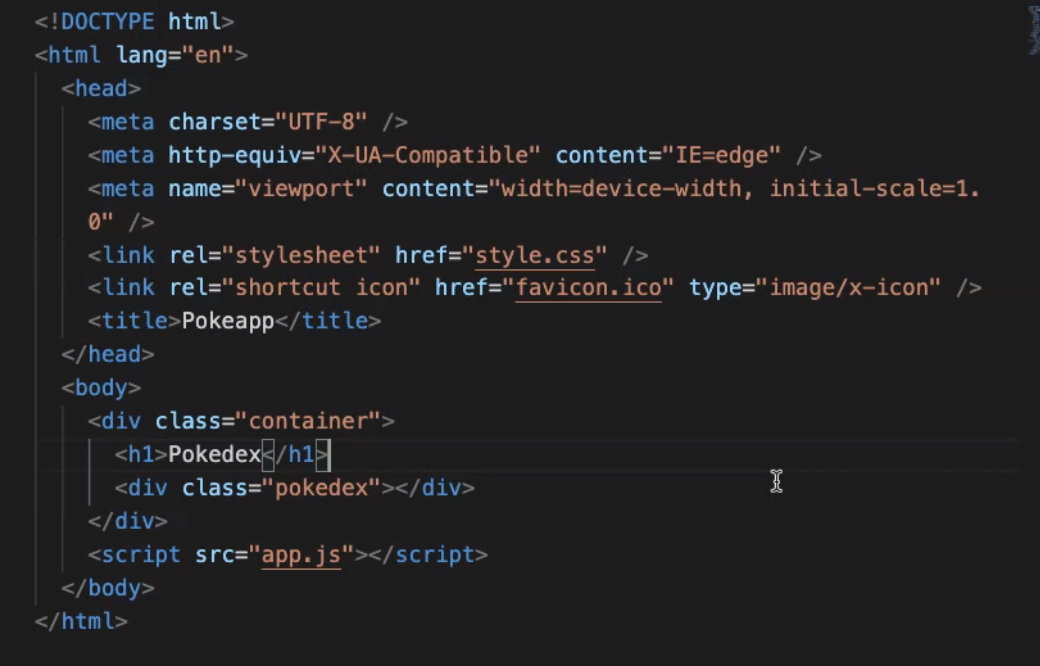 <!DOCTYPE html>
<html lang="en">
<head>
<meta charset="UTF-8" />
<meta http-equiv="X-UA-Compatible" content="IE=edge" />
<meta name="viewport" content="width=device-width, initial-scale=1.
0" />
<link rel="stylesheet" href="style.css" />
<link rel="shortcut icon" href="favicon.ico" type="image/x-icon" />
<title>Pokeapp</title>
</head>
<body>
<div class="container">
<h1>Pokedex</h1>
<div class="pokedex"></div>
</div>
<script src="app.js"></script>
</body>
</html>